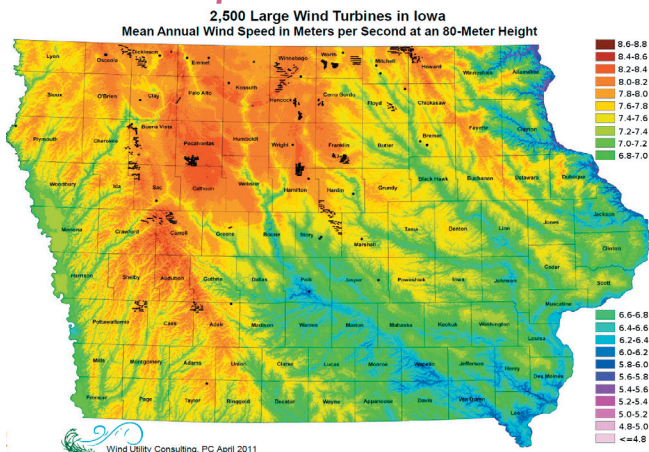 2,500 Large Wind Turbines in Iowa
Mean Annual Wind Speed in Meters per Second at an 80-Meter Height
8.6-8.8
8.4-8.6
8.2-8.4
8.0-8.2
7.8-8.0
7.6-7.8
7.4-7.6
7.2-7.4
7.0-7.2
6.8-7.0
Lyon
Osceola
Dickinson
Emmet
Winnebago
Worth
Mitchell
Howard
Winneshiek
Allamakee
Sioux
O'Brien
Clay
Palo Alto
Kossuth
Hancock
Cerro Gordo
Floyd
Chickasaw
Plymouth
Cherokee
Buena Vista
Pocahontas
Humboldt
Wright
Franklin
Butler
Bremer
Fayette
Clayton
Woodbury
Ida
Sac
Calhoun
Webster
Hamilton
Hardin
Grundy
Black Hawk
Buchanan
Delaware
Dubuque
Monona
Crawford
Carroll
Greene
Boone
Story
Marshall
Tama
Benton
Linn
Jones
Jackson
Clinton
Harrison
Shelby
Audubon
Guthrie
Dallas
Polk
Jasper
Poweshiek
Iowa
Johnson
Cedar
Scott
Muscatine
Pottawattamie
Cass
Adair
Madison
Warren
Marion
Mahaska
Keokuk
Washington
Louisa
Mills
Montgomery
Adams
Union
Clarke
Lucas
Monroe
Wapello
Jefferson
Henry
Des Moines
Fremont
Page
Taylor
Ringgold
Decatur
Wayne
Appanoose
Davis
Van Buren
Lee
6.6-6.8
6.4-6.6
6.2-6.4
6.0-6.2
5.8-6.0
5.6-5.8
5.4-5.6
5.2-5.4
5.0-5.2
4.8-5.0
<=4.8
Wind Utility Consulting, PC April 2011